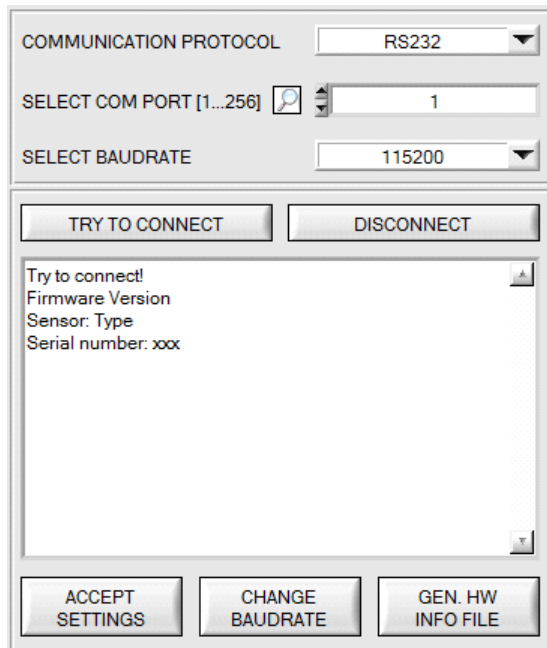 COMMUNICATION PROTOCOL RS232
SELECT COM PORT [1...256] 1
SELECT BAUDRATE 115200
TRY TO CONNECT DISCONNECT
Try to connect!
Firmware Version
Sensor: Type
Serial number: xxx
ACCEPT CHANGE GEN. HW
SETTINGS BAUDRATE INFO FILE